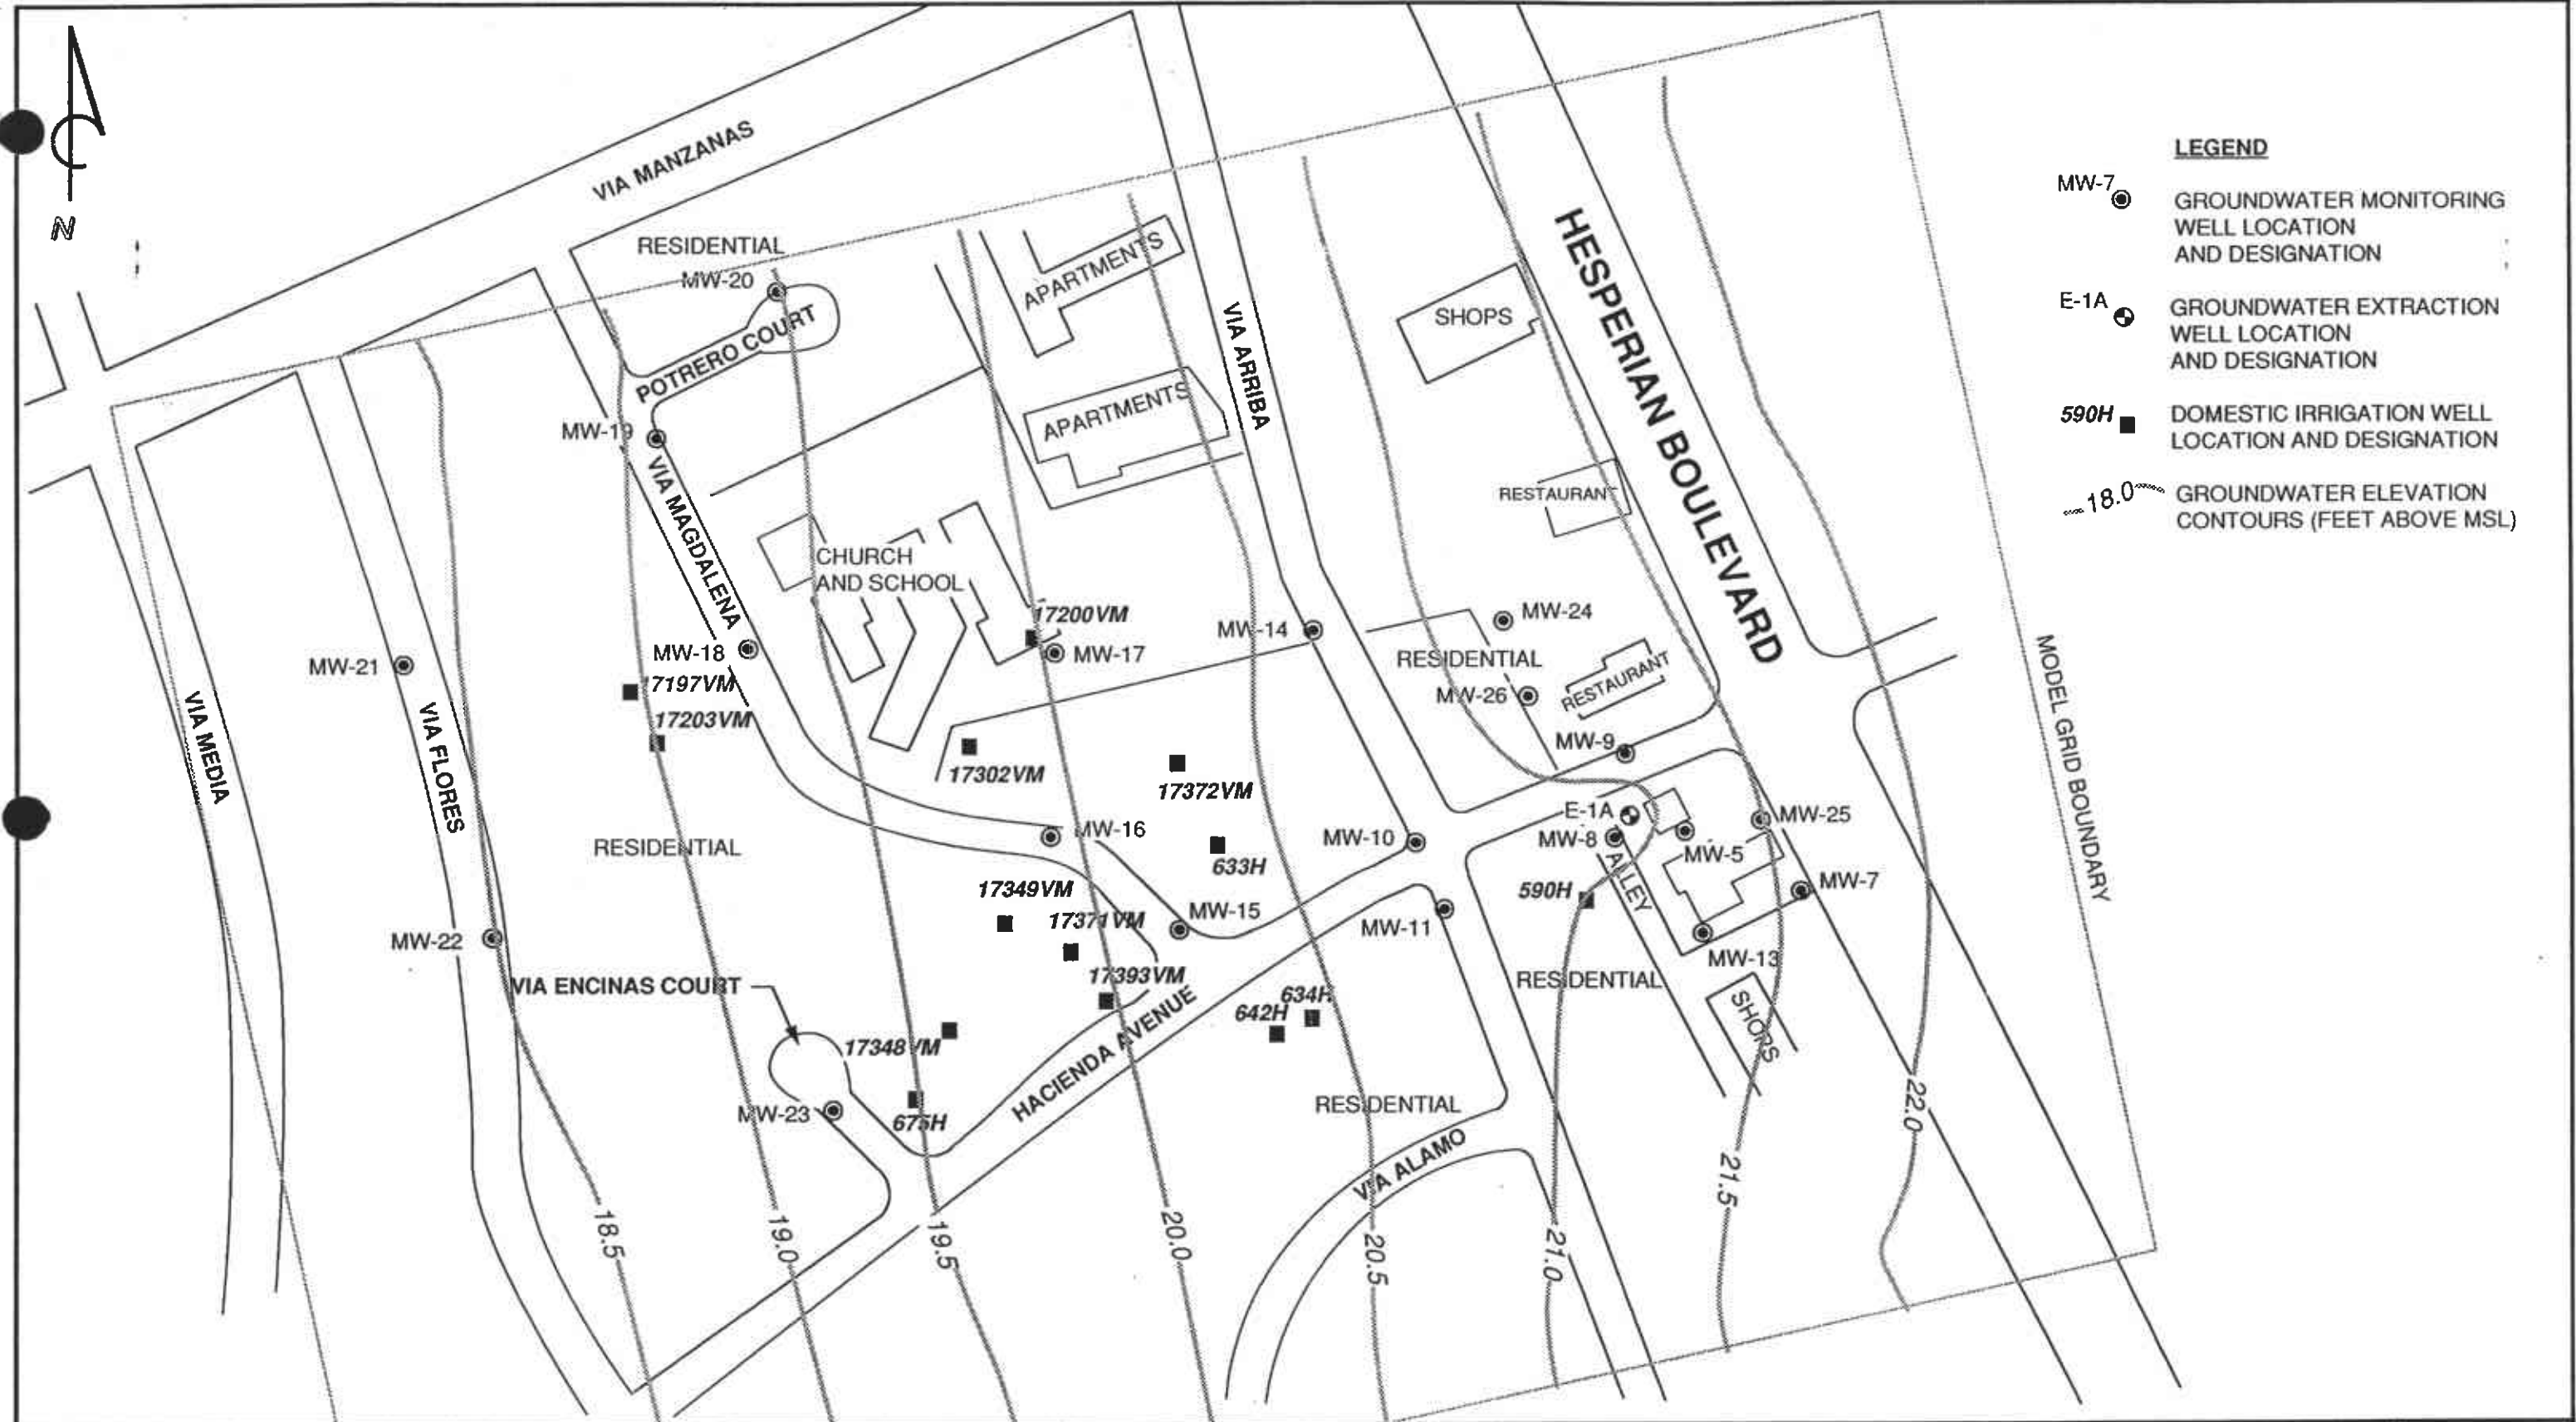 N
VIA MANZANAS
RESIDENTIAL
MW-20
POTRERO COURT
APARTMENTS
APARTMENTS
VIA ARRIBA
SHOPS
HESPERIAN BOULEVARD
LEGEND
MW-7
GROUNDWATER MONITORING
WELL LOCATION
AND DESIGNATION
E-1A
GROUNDWATER EXTRACTION
WELL LOCATION
AND DESIGNATION
590H
DOMESTIC IRRIGATION WELL
LOCATION AND DESIGNATION
18.0
GROUNDWATER ELEVATION
CONTOURS (FEET ABOVE MSL)
MW-19
VIA MAGDALENA
RESTAURANT
CHURCH
AND SCHOOL
17200VM
MW-14
MW-24
MW-18
MW-17
RESIDENTIAL
RESTAURANT
MW-21
17197VM
MW-26
17203VM
VIA MEDIA
VIA FLORES
MW-9
17302VM
17372VM
MODEL GRID BOUNDARY
E-1A
MW-25
RESIDENTIAL
MW-16
MW-10
MW-8
MW-5
633H
17349VM
590H
ALLEY
MW-7
17371VM
MW-15
MW-11
MW-22
MW-13
17393VM
RESIDENTIAL
VIA ENCINAS COURT
634H
642H
SHOPS
17348VM
HACIENDA AVENUE
MW-23
675H
RESIDENTIAL
VIA ALAMO
18.5
19.0
19.5
20.0
20.5
21.0
21.5
22.0